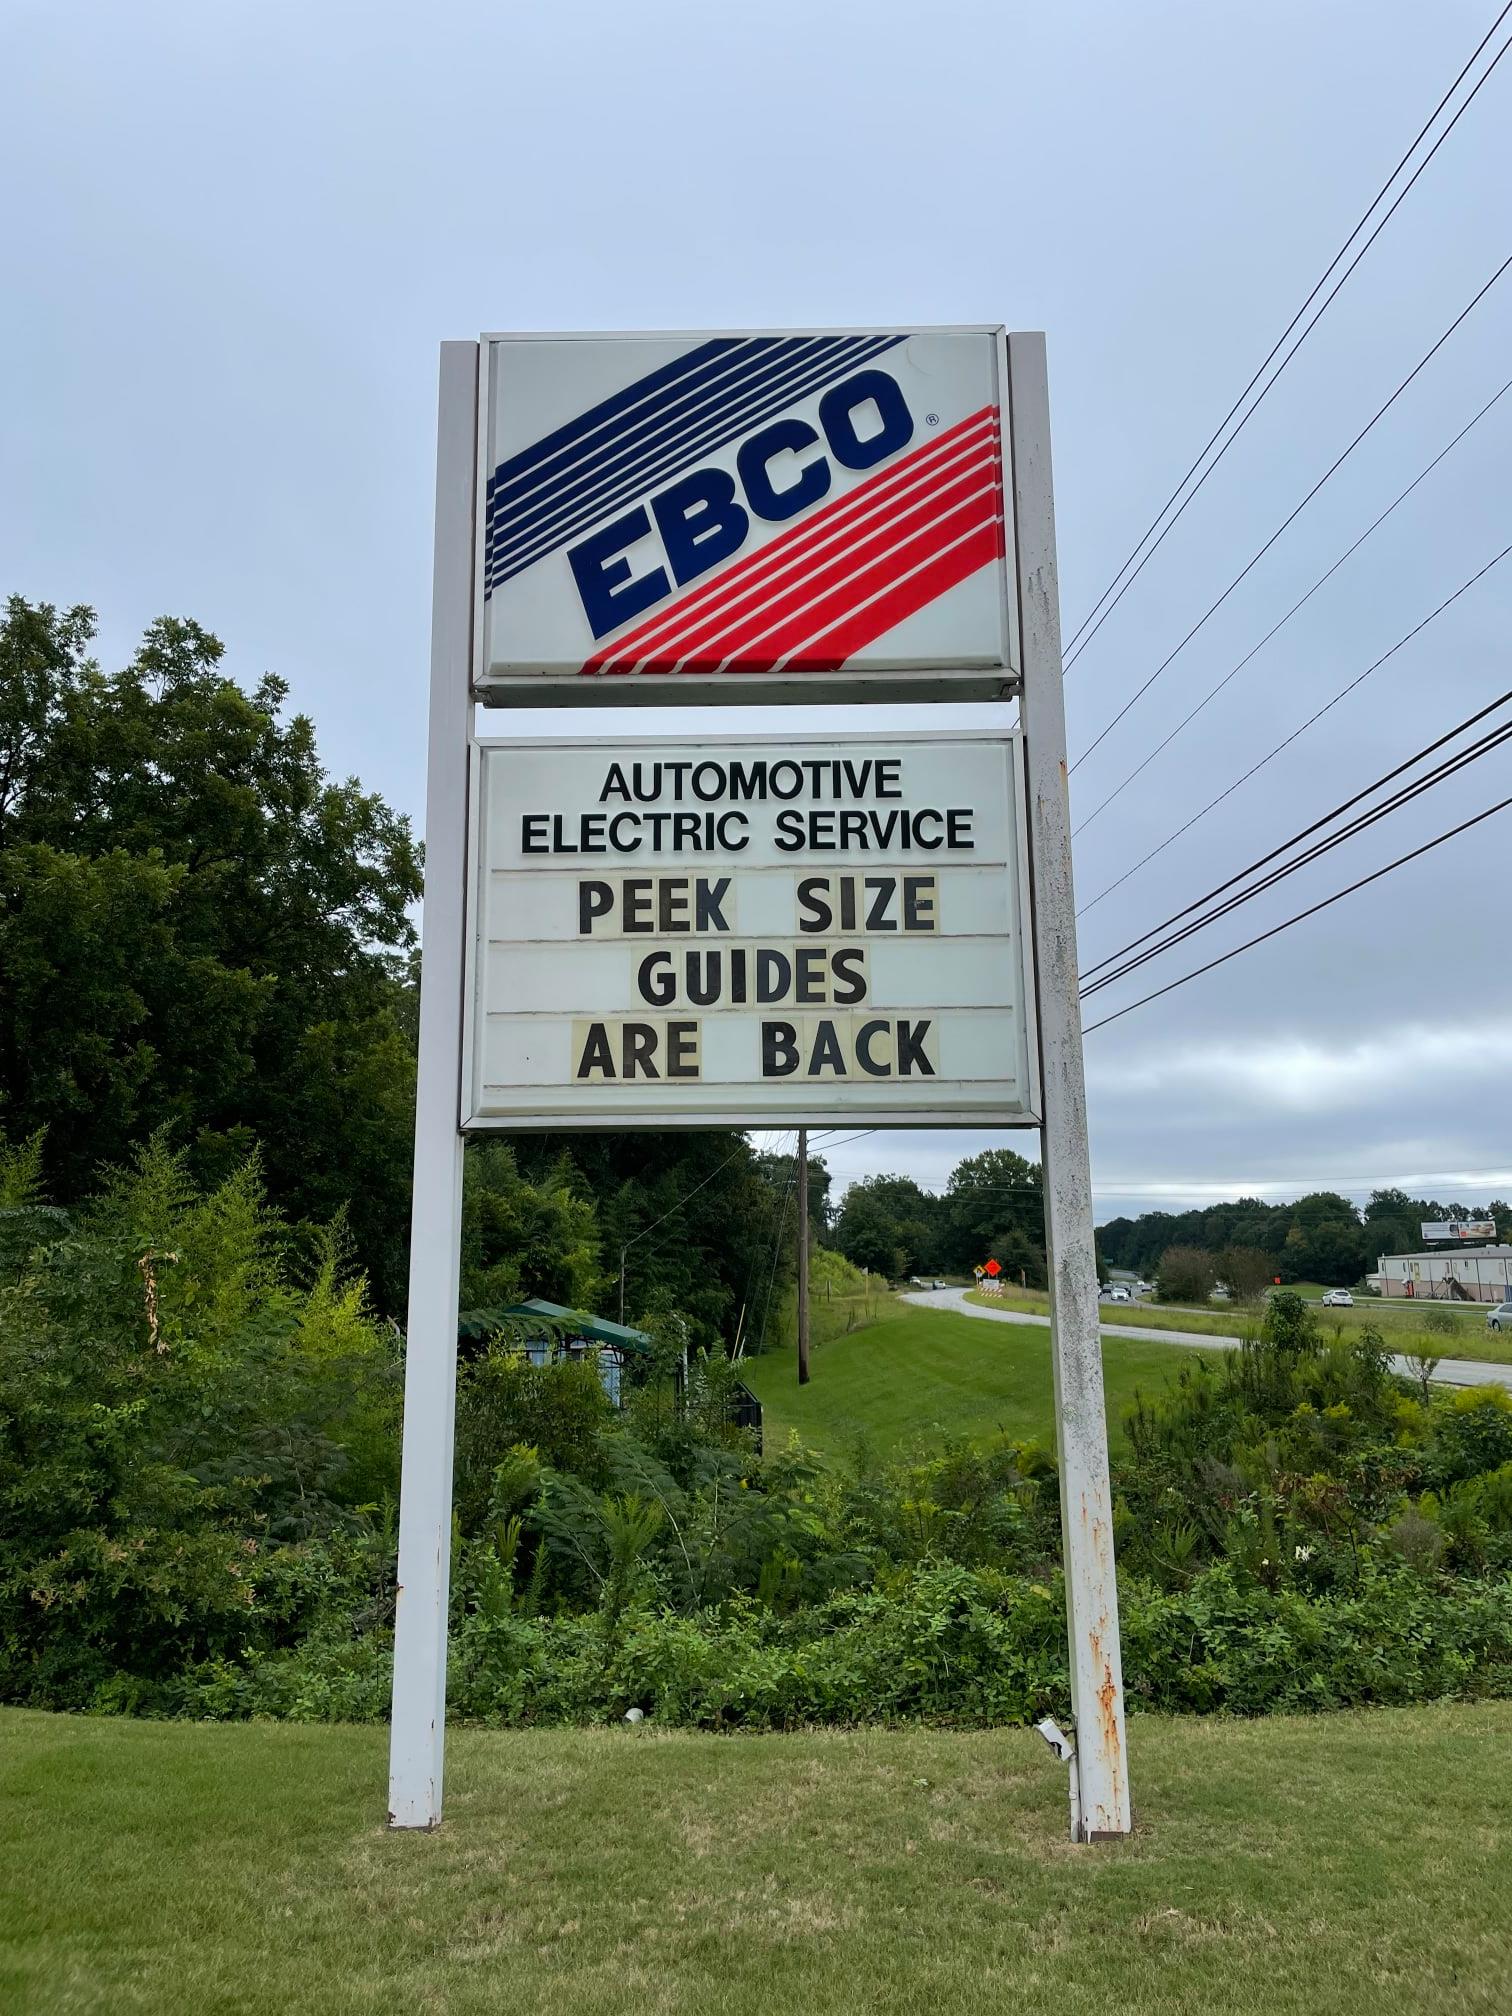 EBCO ®
AUTOMOTIVE
ELECTRIC SERVICE
PEEK SIZE
GUIDES
ARE BACK